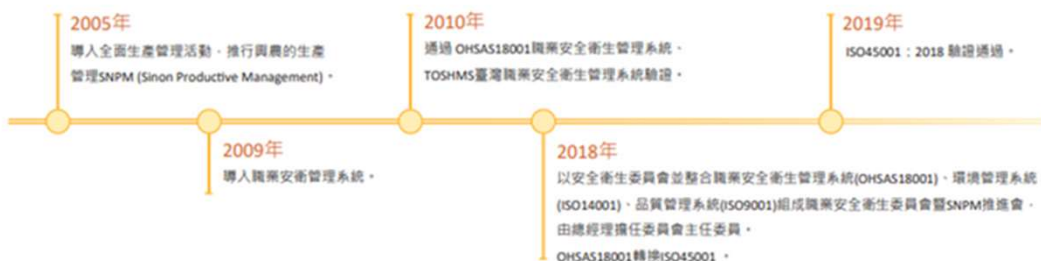 2005年
導入全面生產管理活動，推行興農的生產
管理SNPM (Sinon Productive Management)。
2009年
導入職業安衛管理系統。
2010年
通過 OHSAS18001職業安全衛生管理系統、
TOSHMS臺灣職業安全衛生管理系統驗證。
2018年
以安全衛生委員會並整合職業安全衛生管理系統(OHSAS18001)、環境管理系統
(ISO14001)、品質管理系統(ISO9001)組成職業安全衛生委員會暨SNPM推進會，
由總經理擔任委員會主任委員。
OHSAS18001轉換ISO45001 。
2019年
ISO45001：2018 驗證通過。